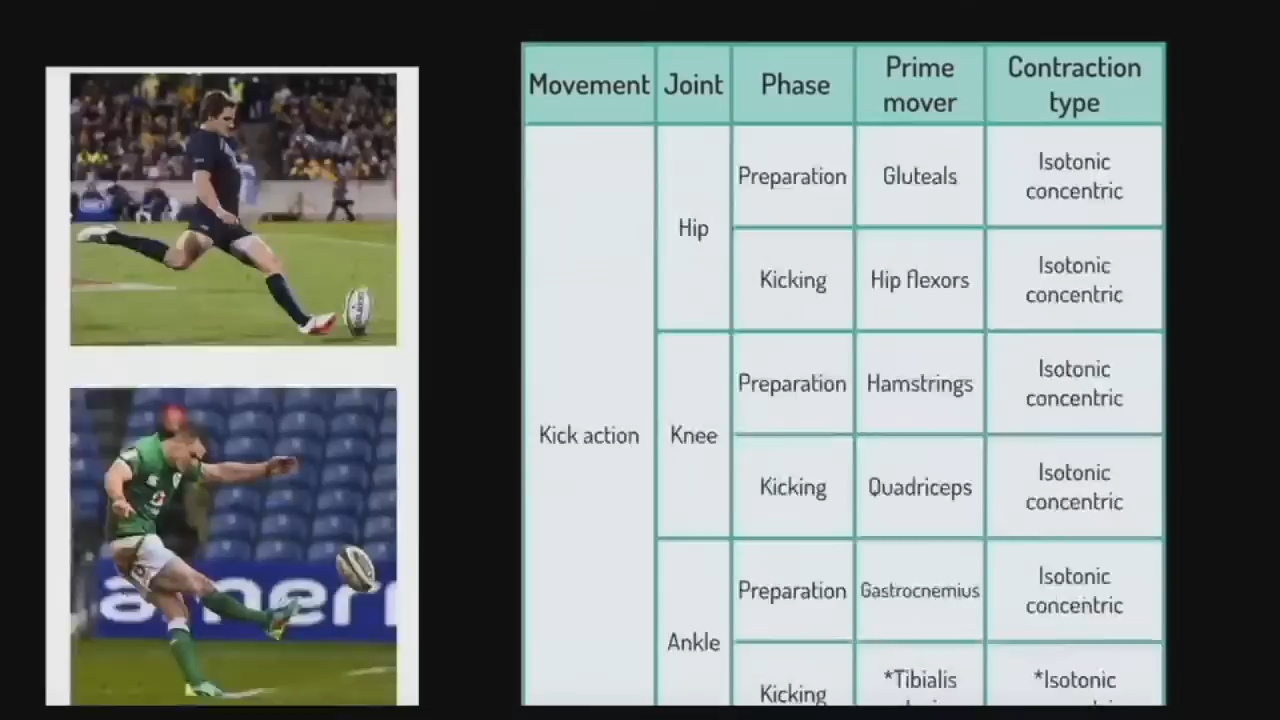 Movement
Joint
Phase
Prime
mover
Contraction
type
Kick action
Hip
Preparation
Gluteals
Isotonic
concentric
Kicking
Hip flexors
Isotonic
concentric
Knee
Preparation
Hamstrings
Isotonic
concentric
Kicking
Quadriceps
Isotonic
concentric
Ankle
Preparation
Gastrocnemius
Isotonic
concentric
Kicking
*Tibialis
*Isotonic